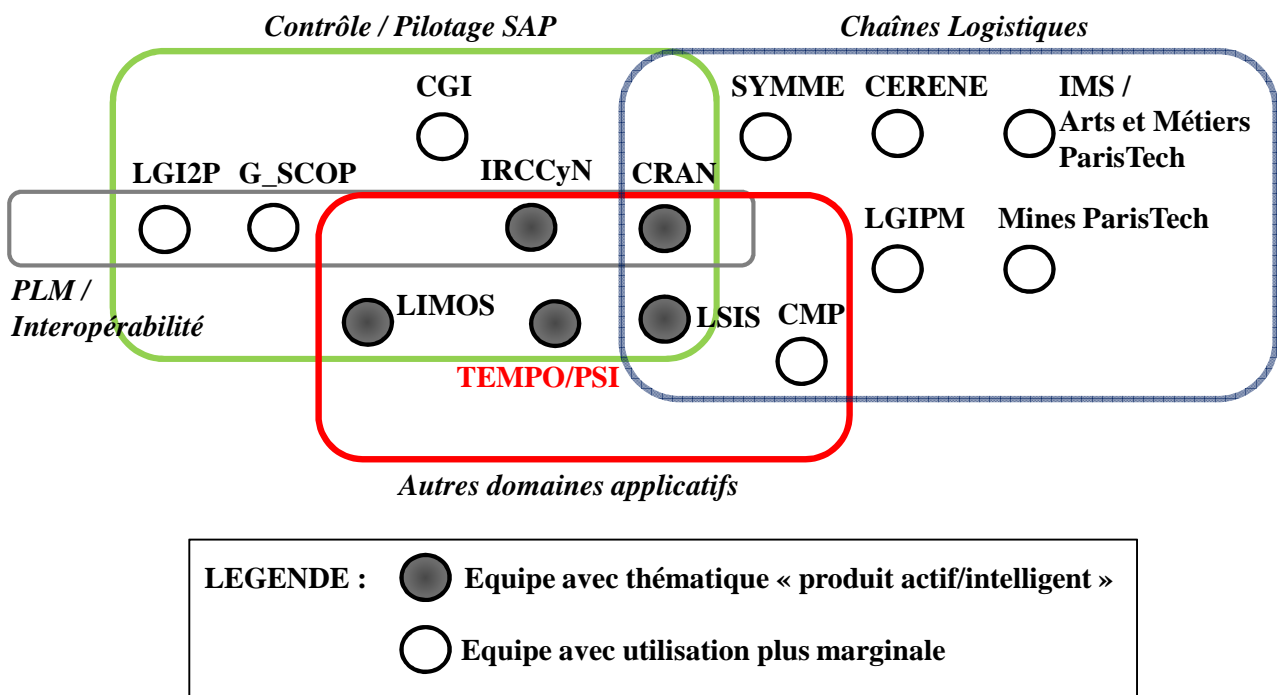 Contrôle / Pilotage SAP
Chaînes Logistiques
CGI
SYMME
CERENE
IMS /
Arts et Métiers
ParisTech
LGI2P
G_SCOP
IRCCyN
CRAN
LGIPM
Mines ParisTech
PLM /
Interopérabilité
LIMOS
LSIS
CMP
TEMPO/PSI
Autres domaines applicatifs
LEGENDE :
Equipe avec thématique « produit actif/intelligent »
Equipe avec utilisation plus marginale